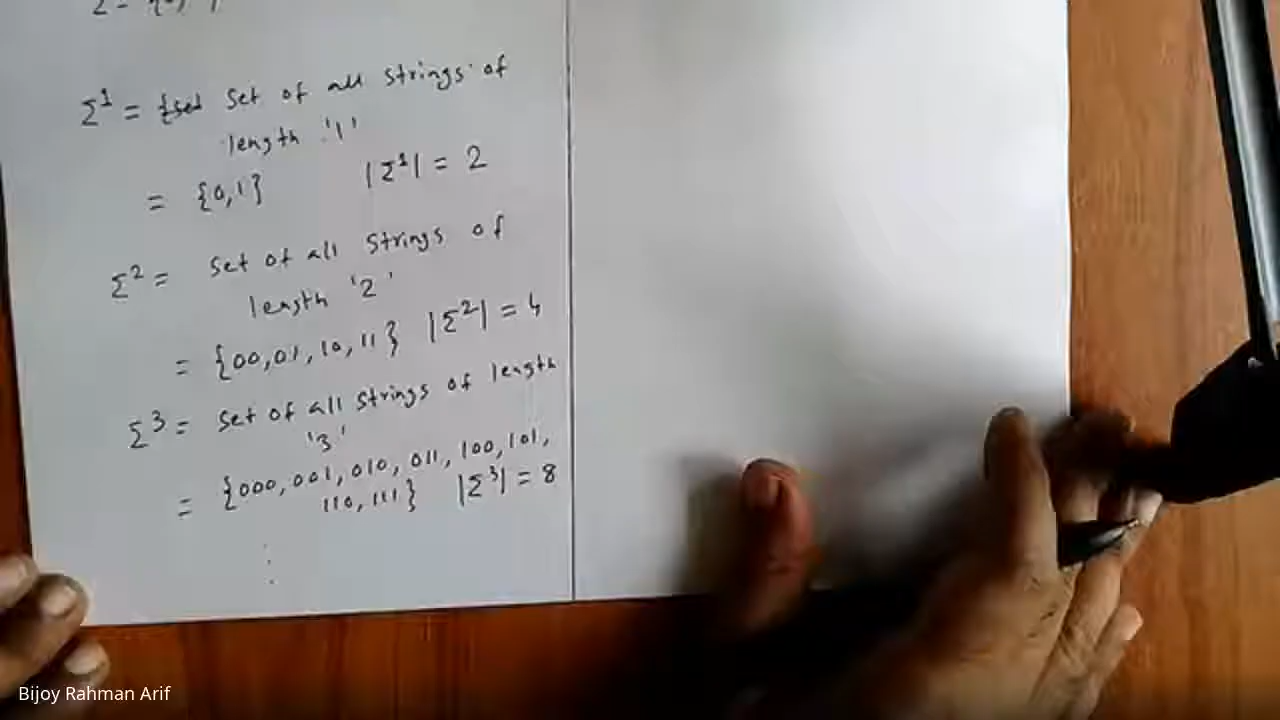 Σ¹ = Set of all strings of
length '1'
= {0,1} |Σ¹| = 2
Σ² = Set of all strings of
length '2'
= {00,01,10,11} |Σ²| = 4
Σ³ = Set of all strings of length
'3'
= {000,001,010,011,100,101,
110,111} |Σ³| = 8
⋮
Bijoy Rahman Arif